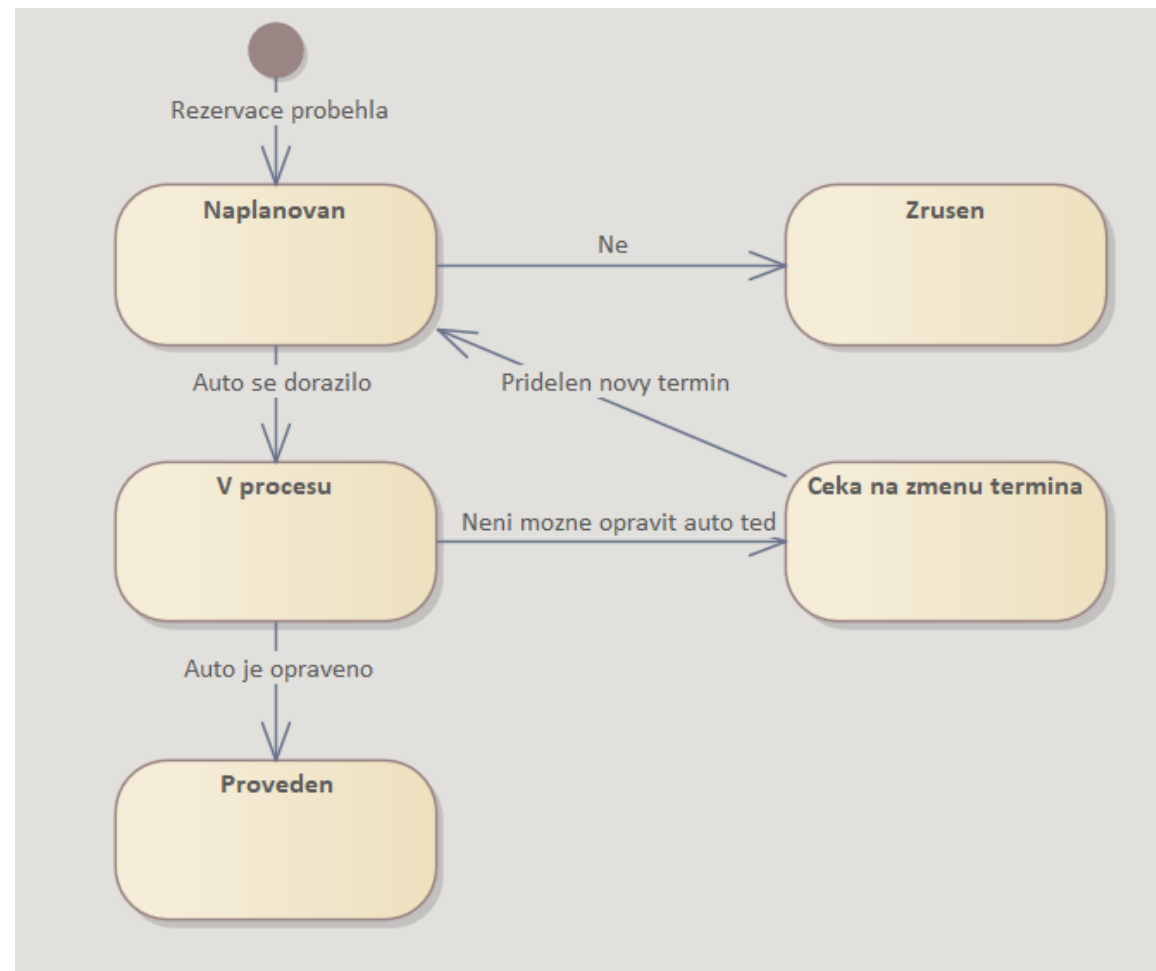 Rezervace probehla
Naplanovan
Zrusen
Ne
Auto se dorazilo
Pridelen novy termin
V procesu
Ceka na zmenu termina
Neni mozne opravit auto ted
Auto je opraveno
Proveden